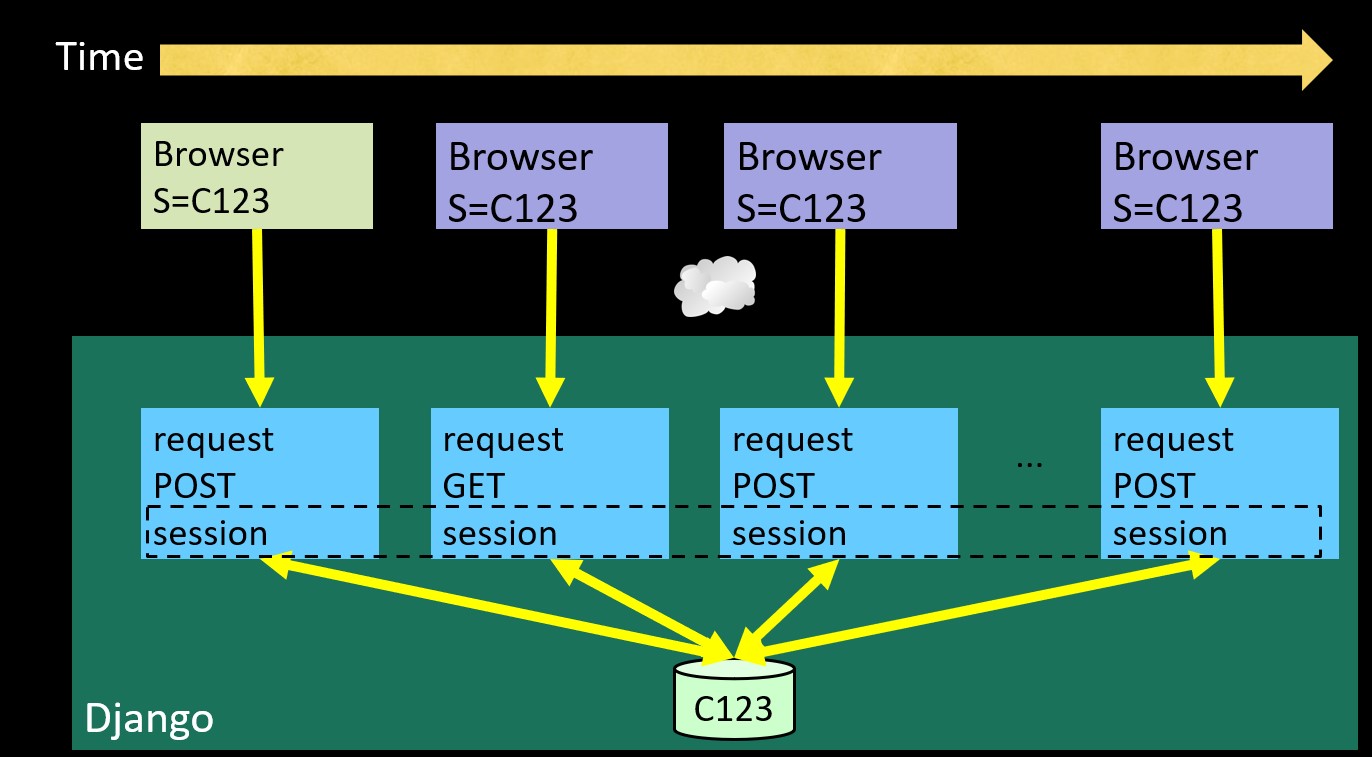 Time
Browser
S=C123
Browser
S=C123
Browser
S=C123
Browser
S=C123
request
POST
session
request
GET
session
request
POST
session
...
request
POST
session
C123
Django